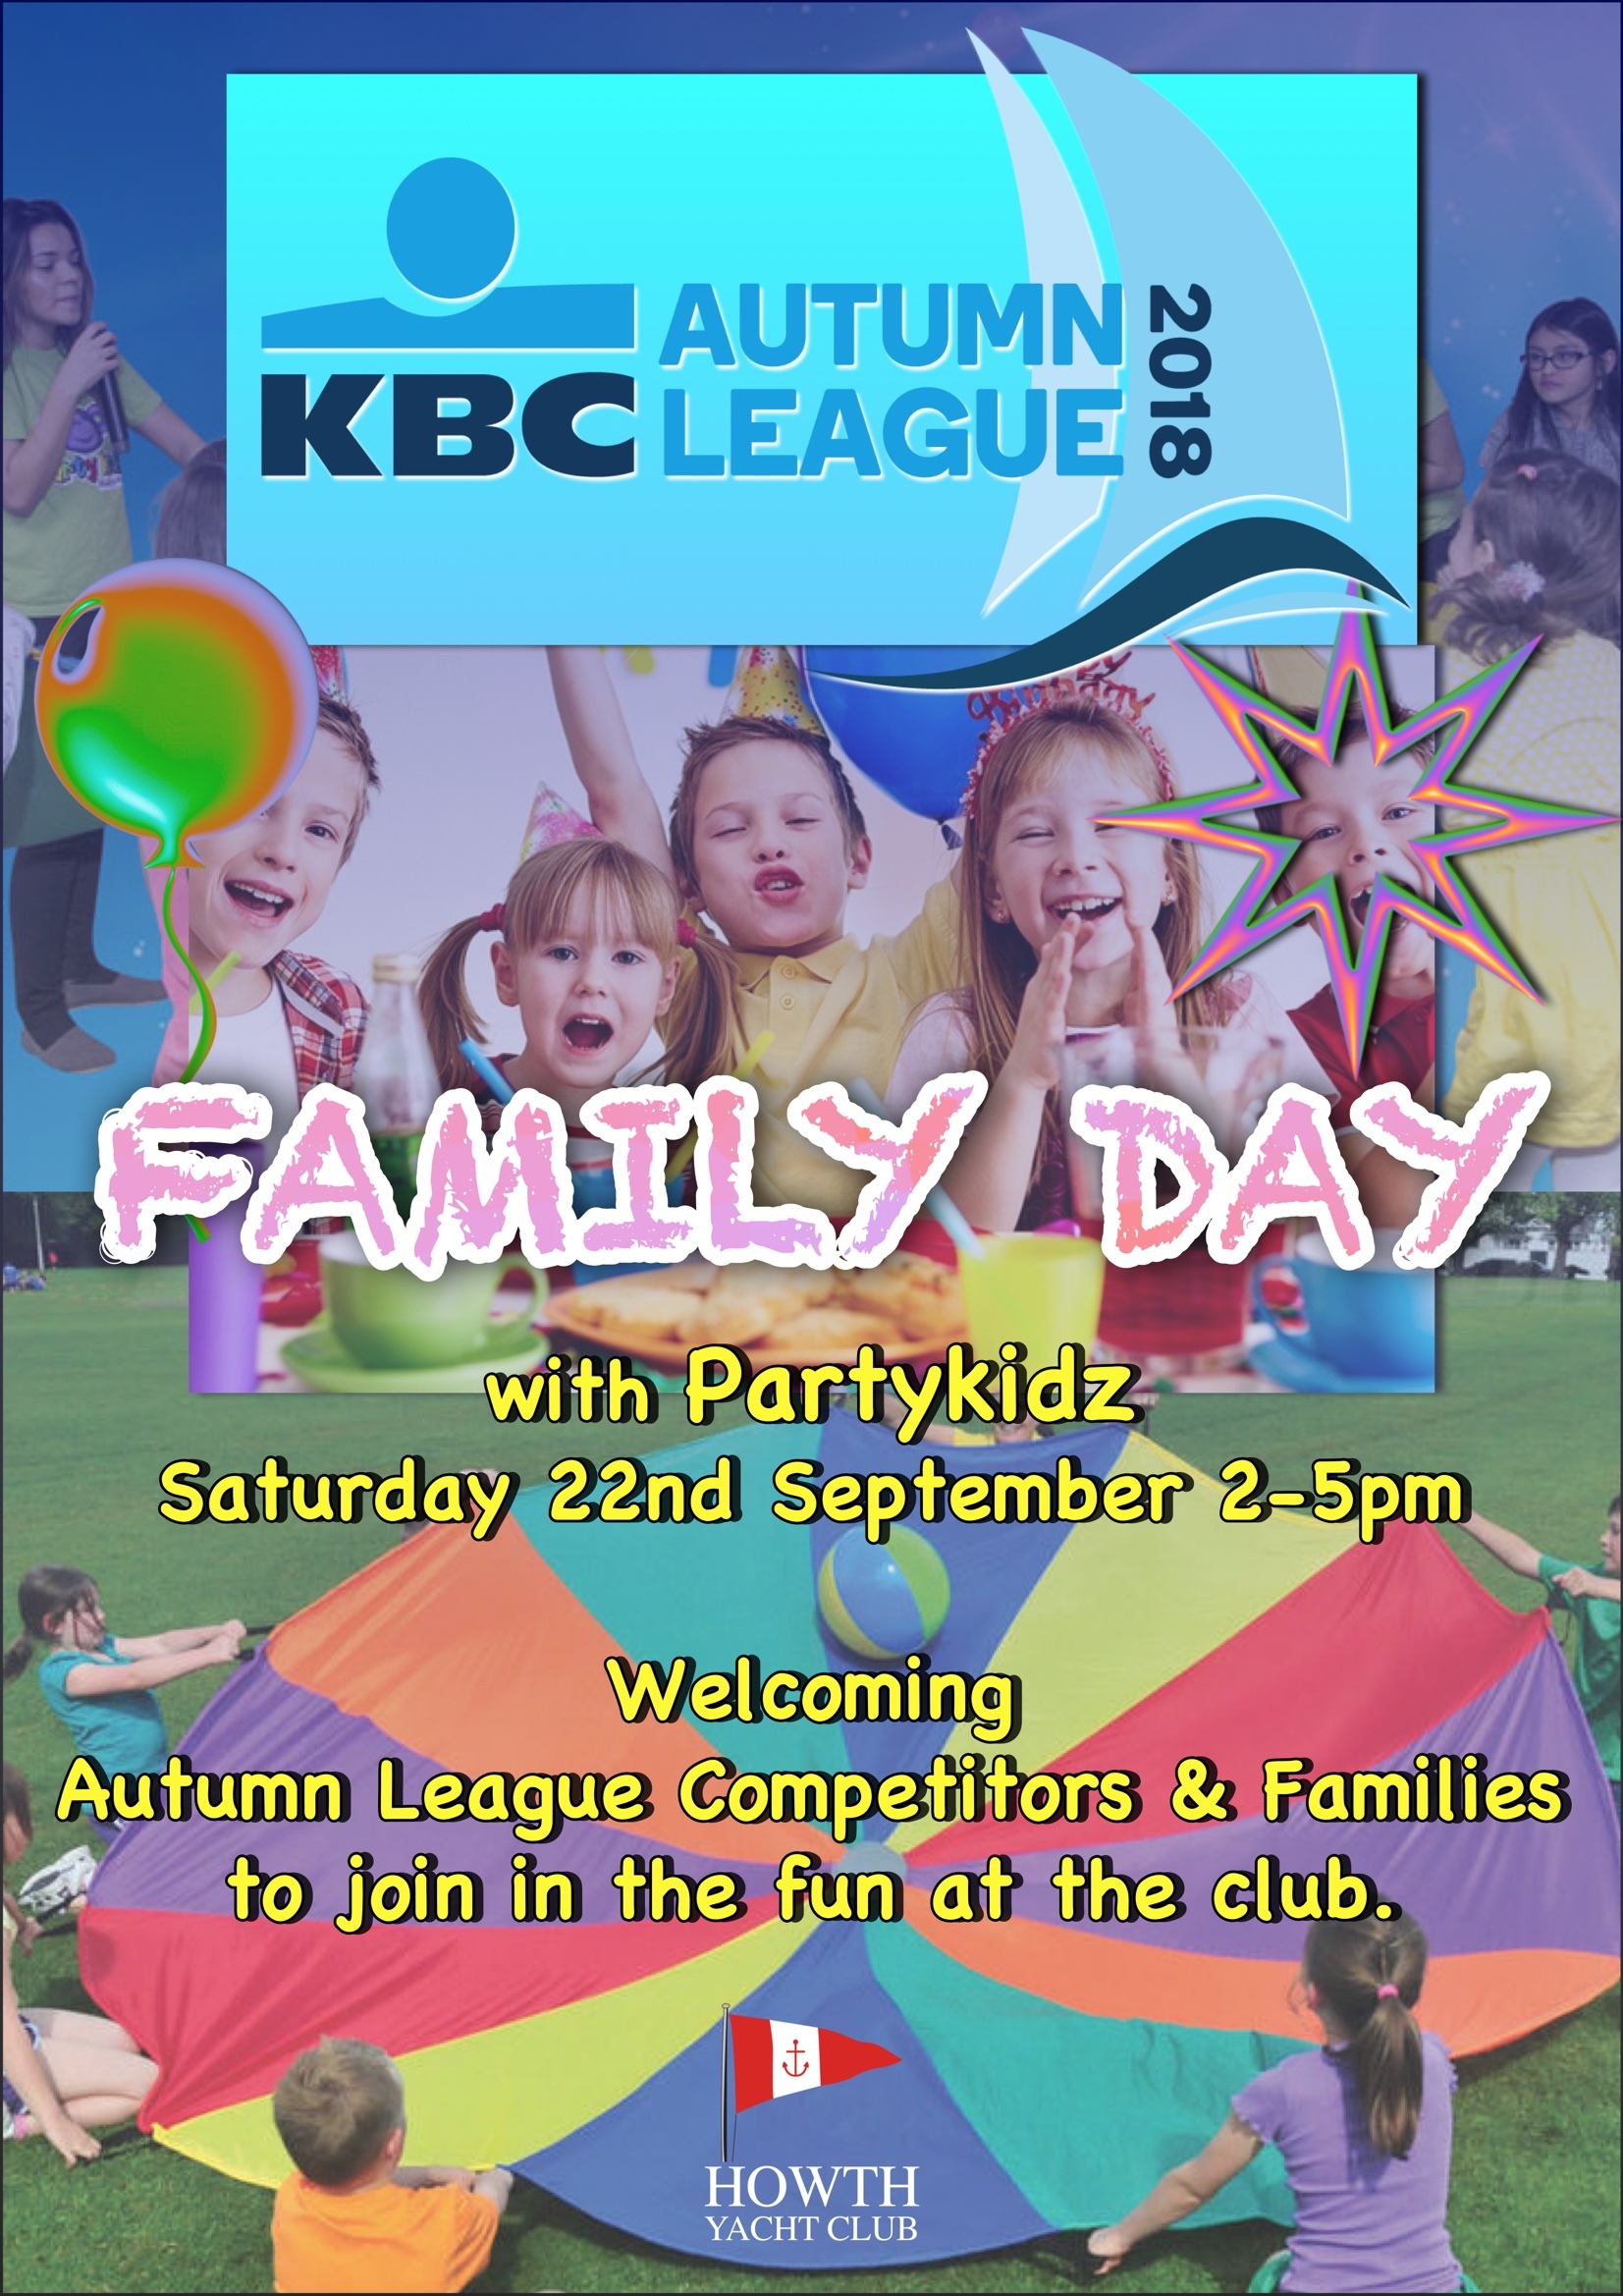 KBC AUTUMN
LEAGUE
2018
FAMILY DAY
with Partykidz
Saturday 22nd September 2-5pm
Welcoming
Autumn League Competitors & Families
to join in the fun at the club.
HOWTH
YACHT CLUB